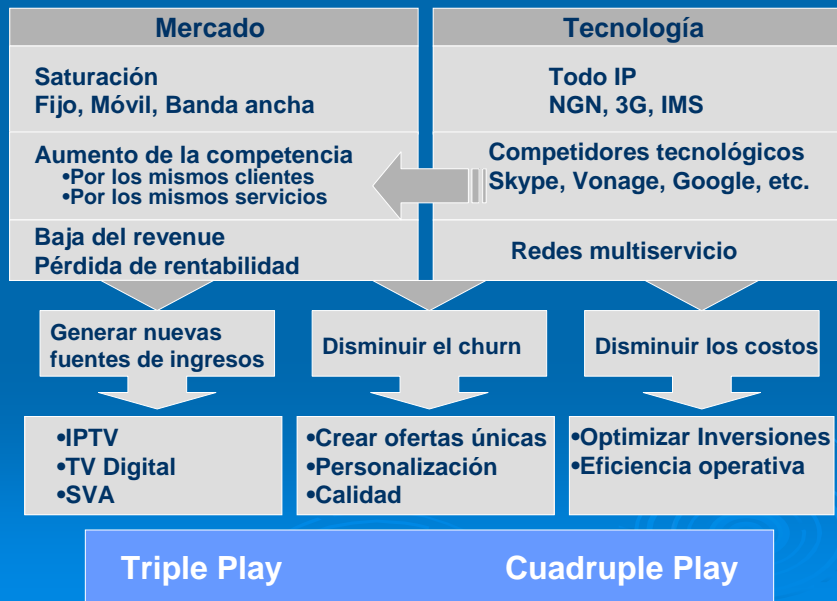 Mercado
Tecnología
Saturación
Fijo, Móvil, Banda ancha
Todo IP
NGN, 3G, IMS
Aumento de la competencia
•Por los mismos clientes
•Por los mismos servicios
Competidores tecnológicos
Skype, Vonage, Google, etc.
Baja del revenue
Pérdida de rentabilidad
Redes multiservicio
Generar nuevas
fuentes de ingresos
Disminuir el churn
Disminuir los costos
•IPTV
•TV Digital
•SVA
•Crear ofertas únicas
•Personalización
•Calidad
•Optimizar Inversiones
•Eficiencia operativa
Triple Play
Cuadruple Play